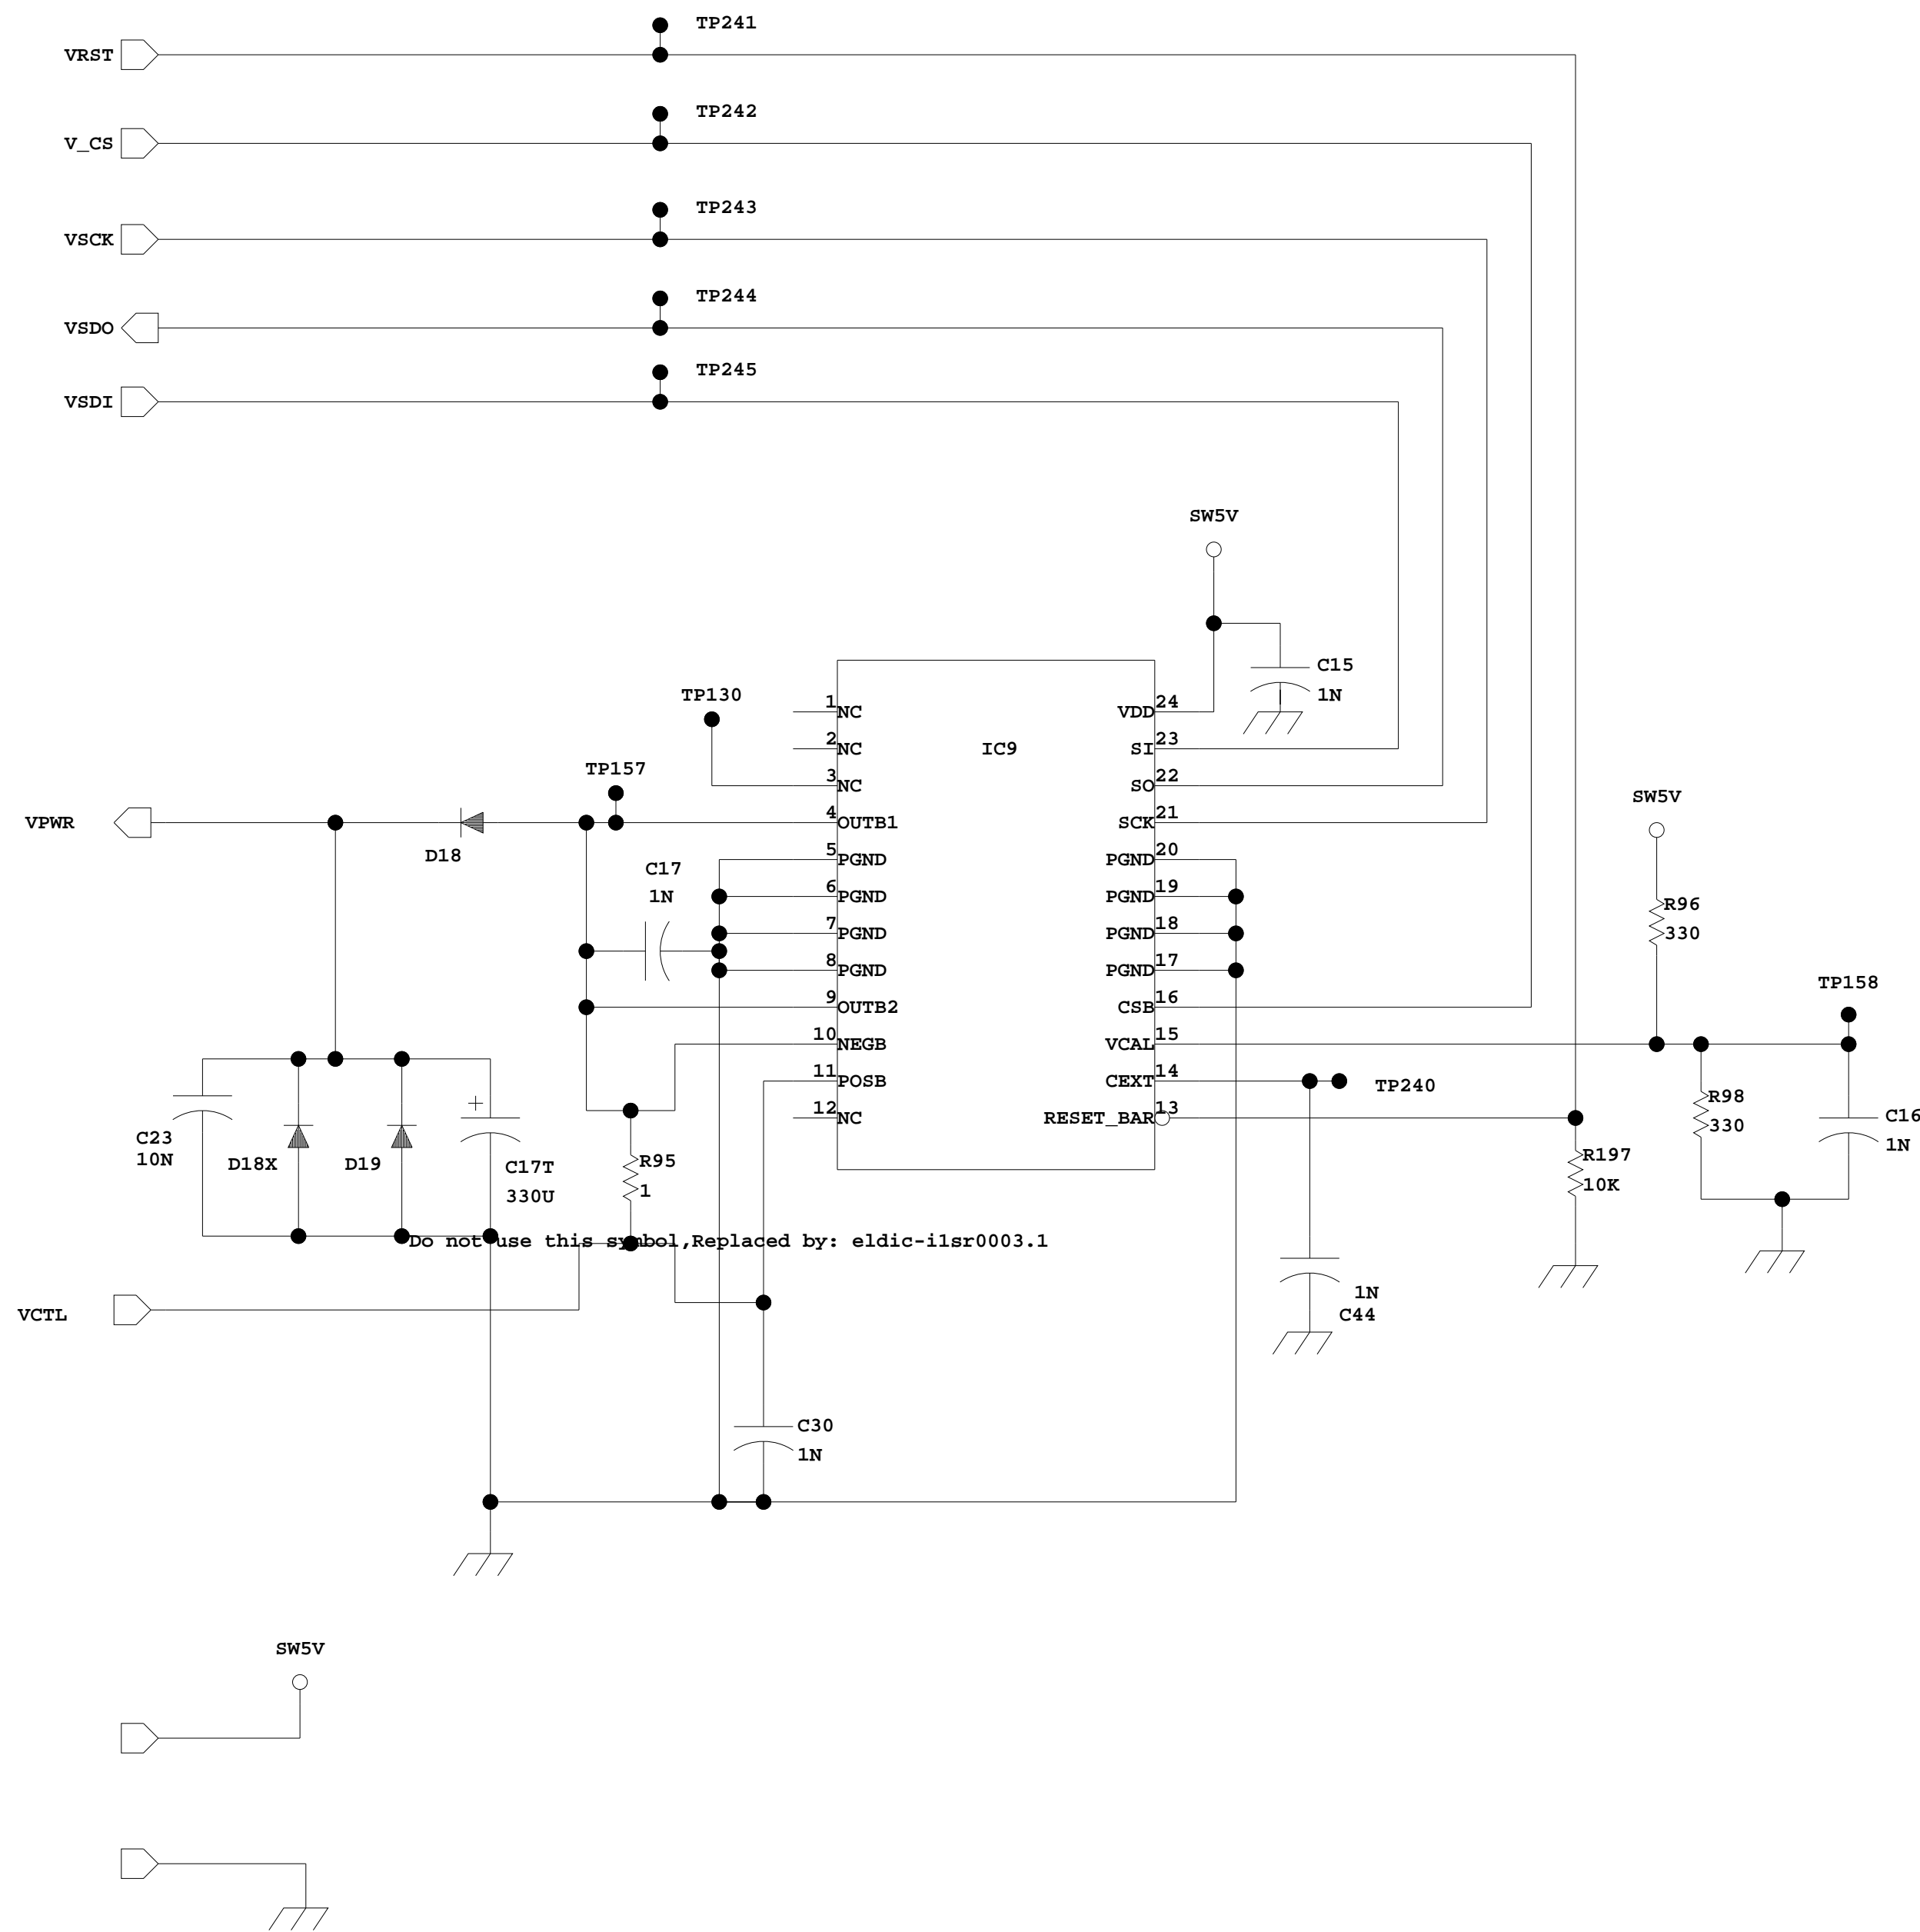 TP241
VRST
TP242
V_CS
TP243
VSCK
TP244
VSDO
TP245
VSDI
SW5V
C15
1N
TP130
1 NC
VDD 24
2 NC
IC9
SI 23
TP157
3 NC
SO 22
SW5V
VPWR
4 OUTB1
SCK 21
D18
5 PGND
PGND 20
C17
1N
6 PGND
PGND 19
R96
330
7 PGND
PGND 18
8 PGND
PGND 17
TP158
9 OUTB2
CSB 16
10 NEGB
VCAL 15
11 POSB
CEXT 14
TP240
+
12 NC
RESET_BAR 13
R98
330
C16
1N
C23
10N
D18X
D19
C17T
330U
R95
1
R197
10K
Do not use this symbol,Replaced by: eldic-i1sr0003.1
1N
C44
VCTL
C30
1N
SW5V